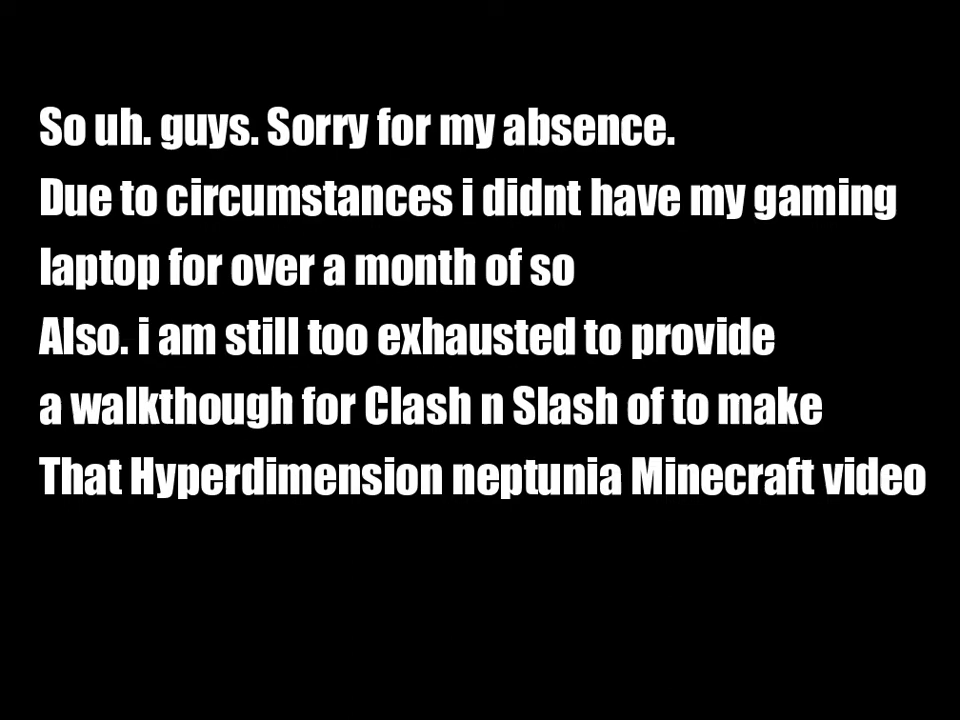 So uh. guys. Sorry for my absence.
Due to circumstances i didnt have my gaming
laptop for over a month of so
Also. i am still too exhausted to provide
a walkthough for Clash n Slash of to make
That Hyperdimension neptunia Minecraft video